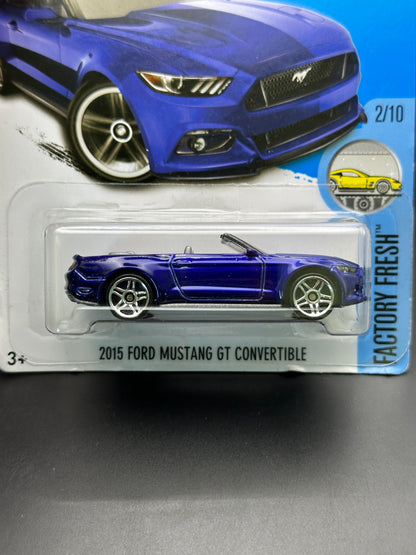 2/10
FACTORY FRESH™
3+
2015 FORD MUSTANG GT CONVERTIBLE